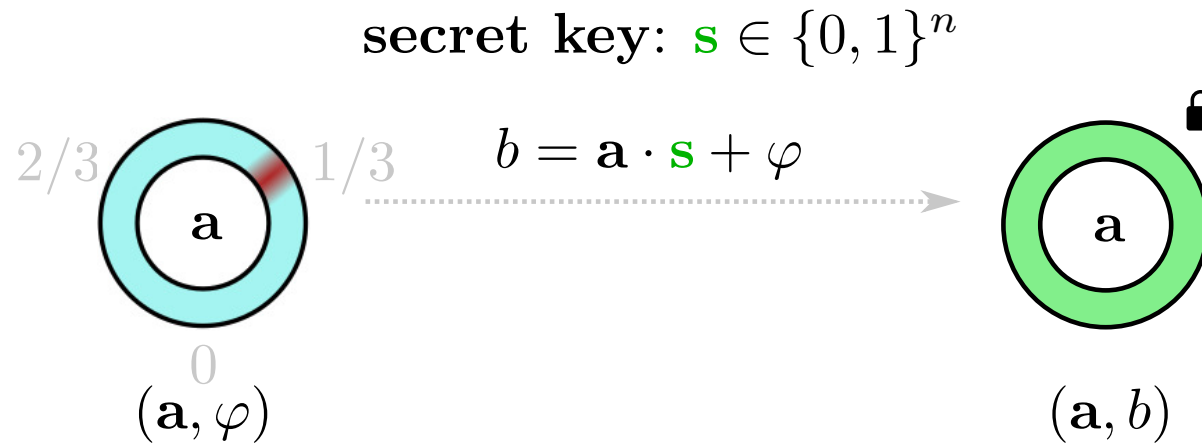 secret key: s ∈ {0, 1}ⁿ
b = a · s + φ
2/3
1/3
a
a
0
(a, φ)
(a, b)